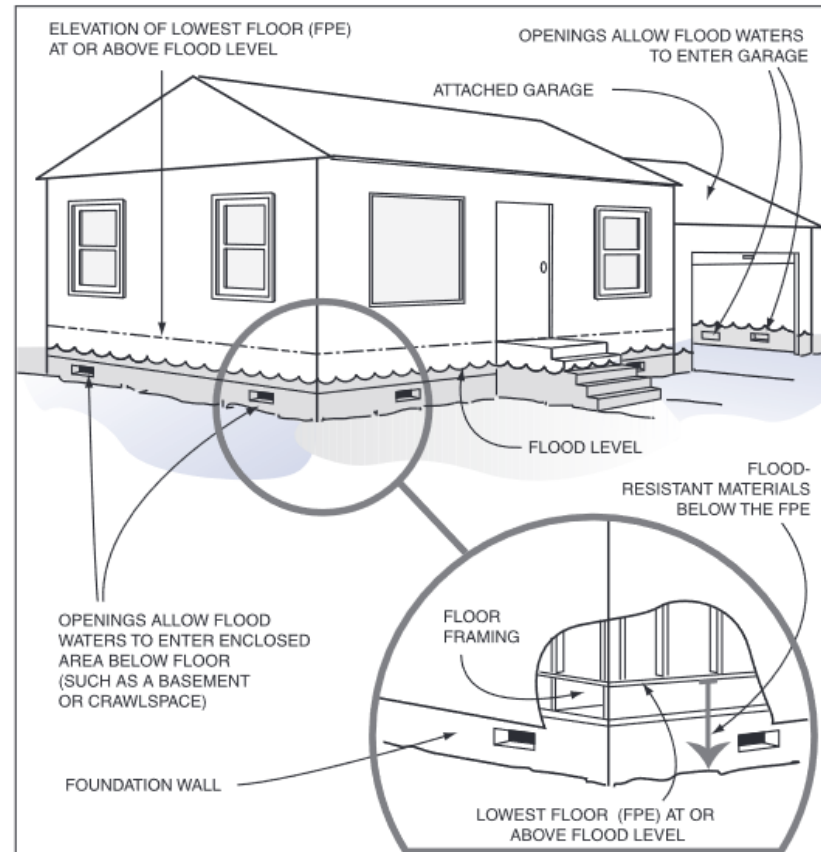 ELEVATION OF LOWEST FLOOR (FPE)
AT OR ABOVE FLOOD LEVEL
OPENINGS ALLOW FLOOD WATERS
TO ENTER GARAGE
ATTACHED GARAGE
FLOOD LEVEL
FLOOD-
RESISTANT MATERIALS
BELOW THE FPE
OPENINGS ALLOW FLOOD
WATERS TO ENTER ENCLOSED
AREA BELOW FLOOR
(SUCH AS A BASEMENT
OR CRAWLSPACE)
FLOOR
FRAMING
FOUNDATION WALL
LOWEST FLOOR (FPE) AT OR
ABOVE FLOOD LEVEL